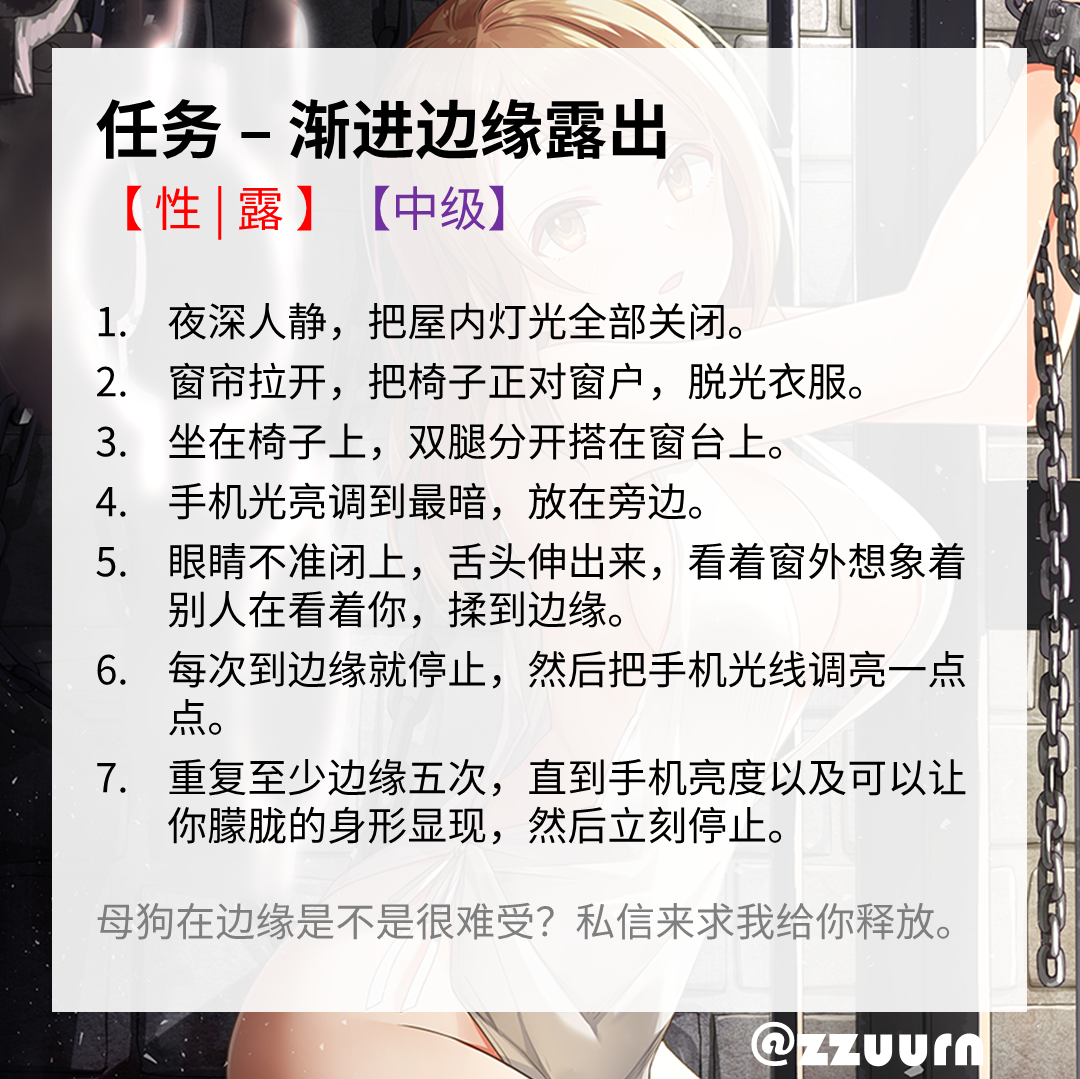 任务 – 渐进边缘露出
【 性 | 露 】 【中级】
1. 夜深人静，把屋内灯光全部关闭。
2. 窗帘拉开，把椅子正对窗户，脱光衣服。
3. 坐在椅子上，双腿分开搭在窗台上。
4. 手机光亮调到最暗，放在旁边。
5. 眼睛不准闭上，舌头伸出来，看着窗外想象着
别人在看着你，揉到边缘。
6. 每次到边缘就停止，然后把手机光线调亮一点
点。
7. 重复至少边缘五次，直到手机亮度以及可以让
你朦胧的身形显现，然后立刻停止。
母狗在边缘是不是很难受？私信来求我给你释放。
@zzuurn